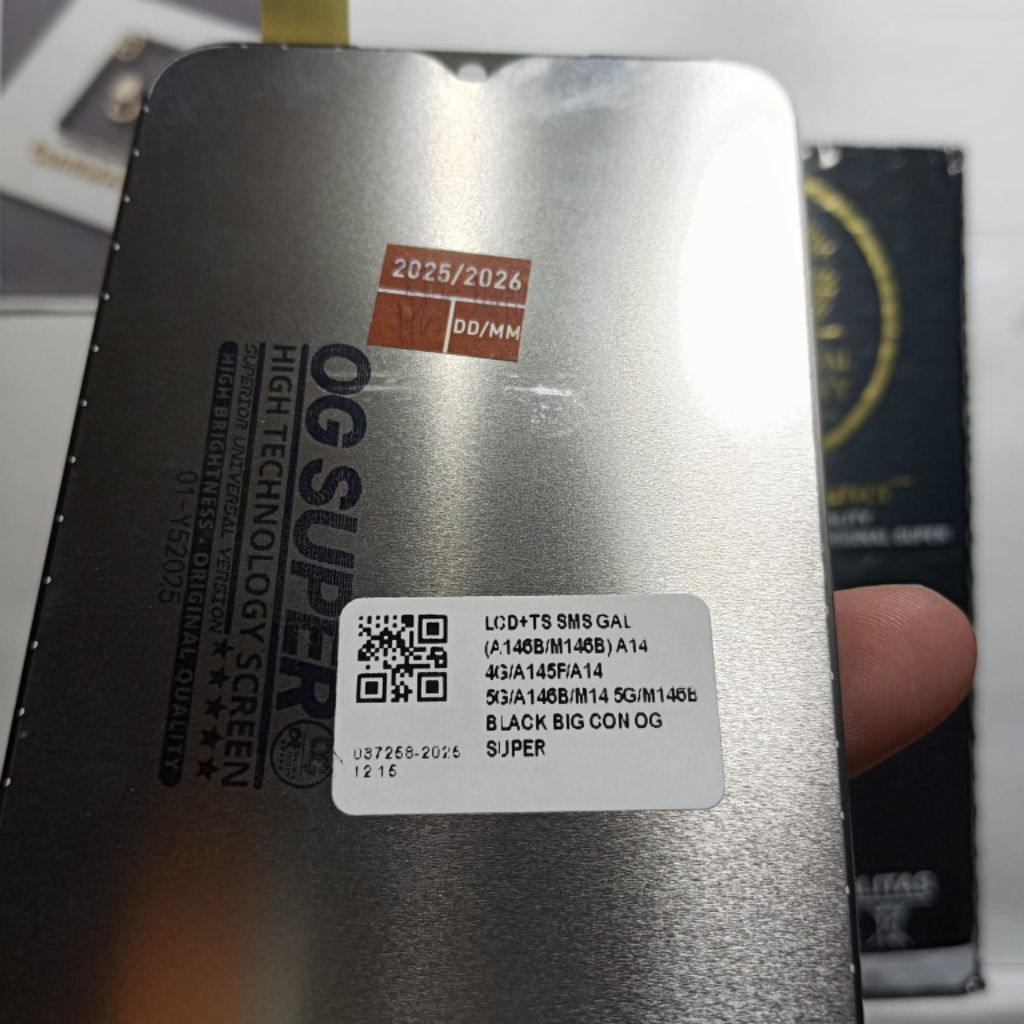 2025/2026
DD/MM
OG SUPER
HIGH TECHNOLOGY SCREEN
SUPERIOR UNIVERSAL VERSION
HIGH BRIGHTNESS - ORIGINAL QUALITY
01-Y52025
LCD+TS SMS GAL
(A146B/M146B) A14
4G/A145F/A14
5G/A146B/M14 5G/M146B
BLACK BIG CON OG
SUPER
037258-2025
12 15